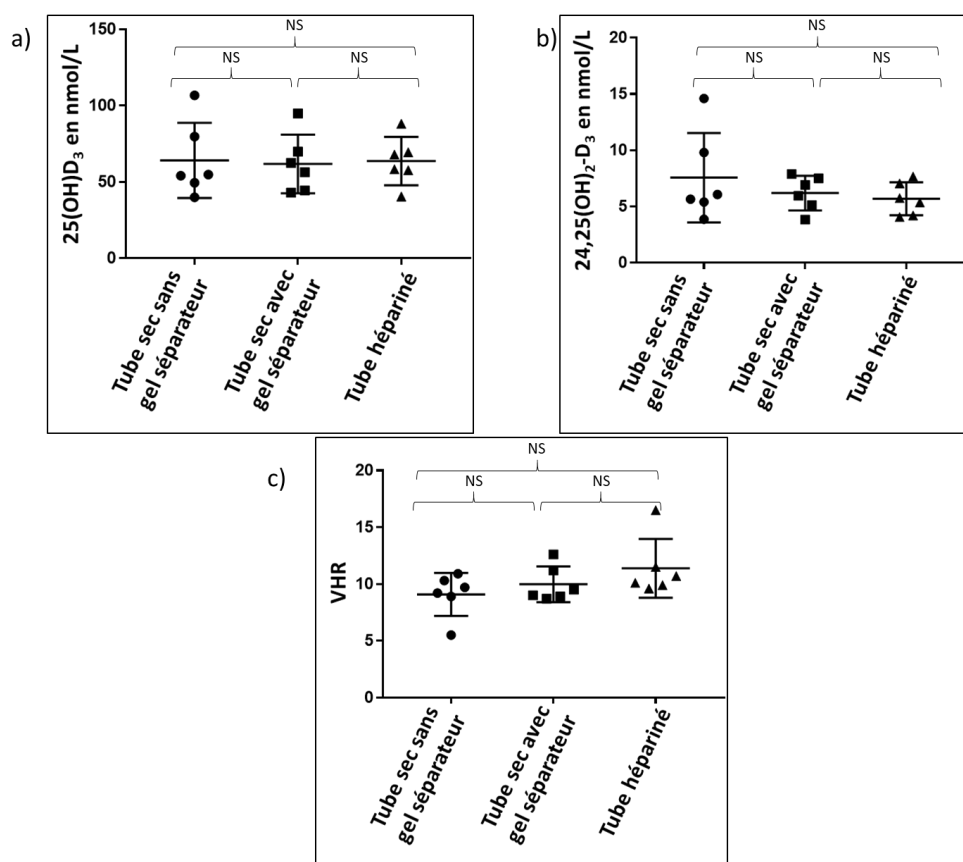 a)
25(OH)D₃ en nmol/L
150
100
50
0
NS
NS
NS
Tube sec sans
gel séparateur
Tube sec avec
gel séparateur
Tube hépariné
b)
24,25(OH)₂-D₃ en nmol/L
20
15
10
5
0
NS
NS
NS
Tube sec sans
gel séparateur
Tube sec avec
gel séparateur
Tube hépariné
c)
VHR
20
15
10
5
0
NS
NS
NS
Tube sec sans
gel séparateur
Tube sec avec
gel séparateur
Tube hépariné